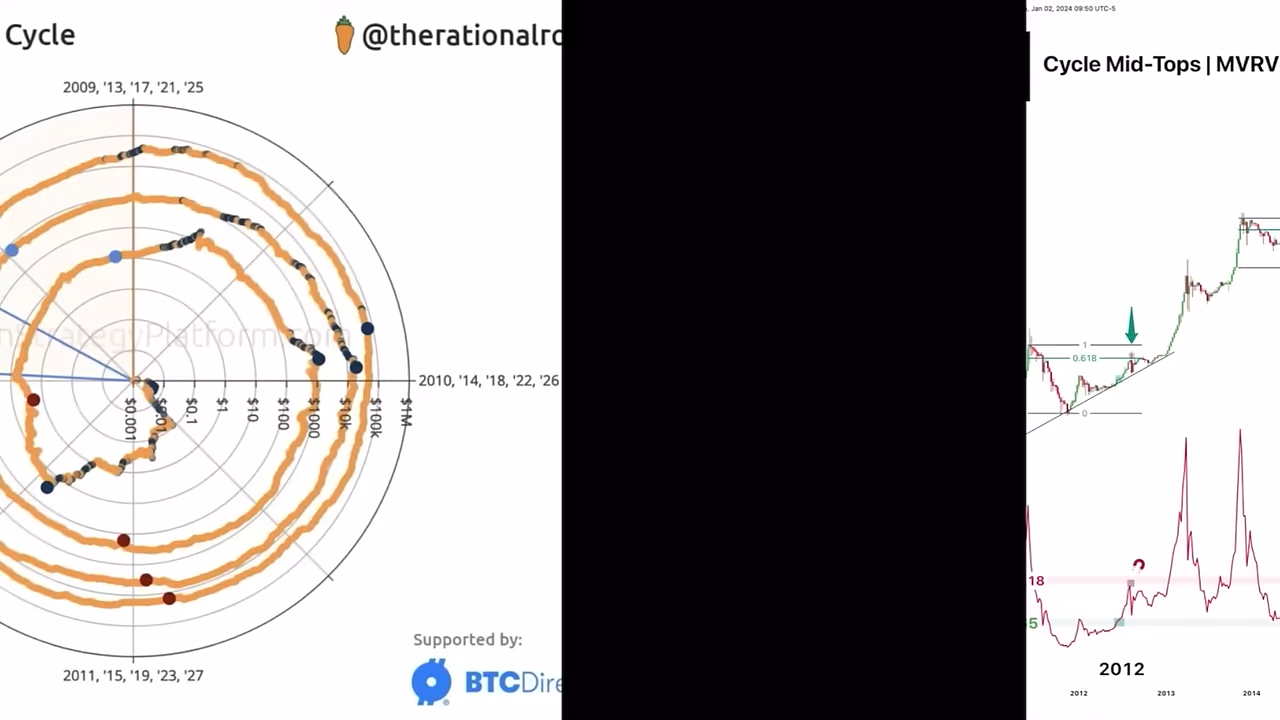 Cycle
@therationalro
2009, '13, '17, '21, '25
nStrategyPlatform.com
2010, '14, '18, '22, '26
$0.001
$0.01
$0.1
$1
$10
$100
$1000
$10k
$100k
$1M
2011, '15, '19, '23, '27
Supported by:
BTCDire
, Jan 02, 2024 09:50 UTC-5
Cycle Mid-Tops | MVRV
1
0.618
0
18
5
2012
2012
2013
2014